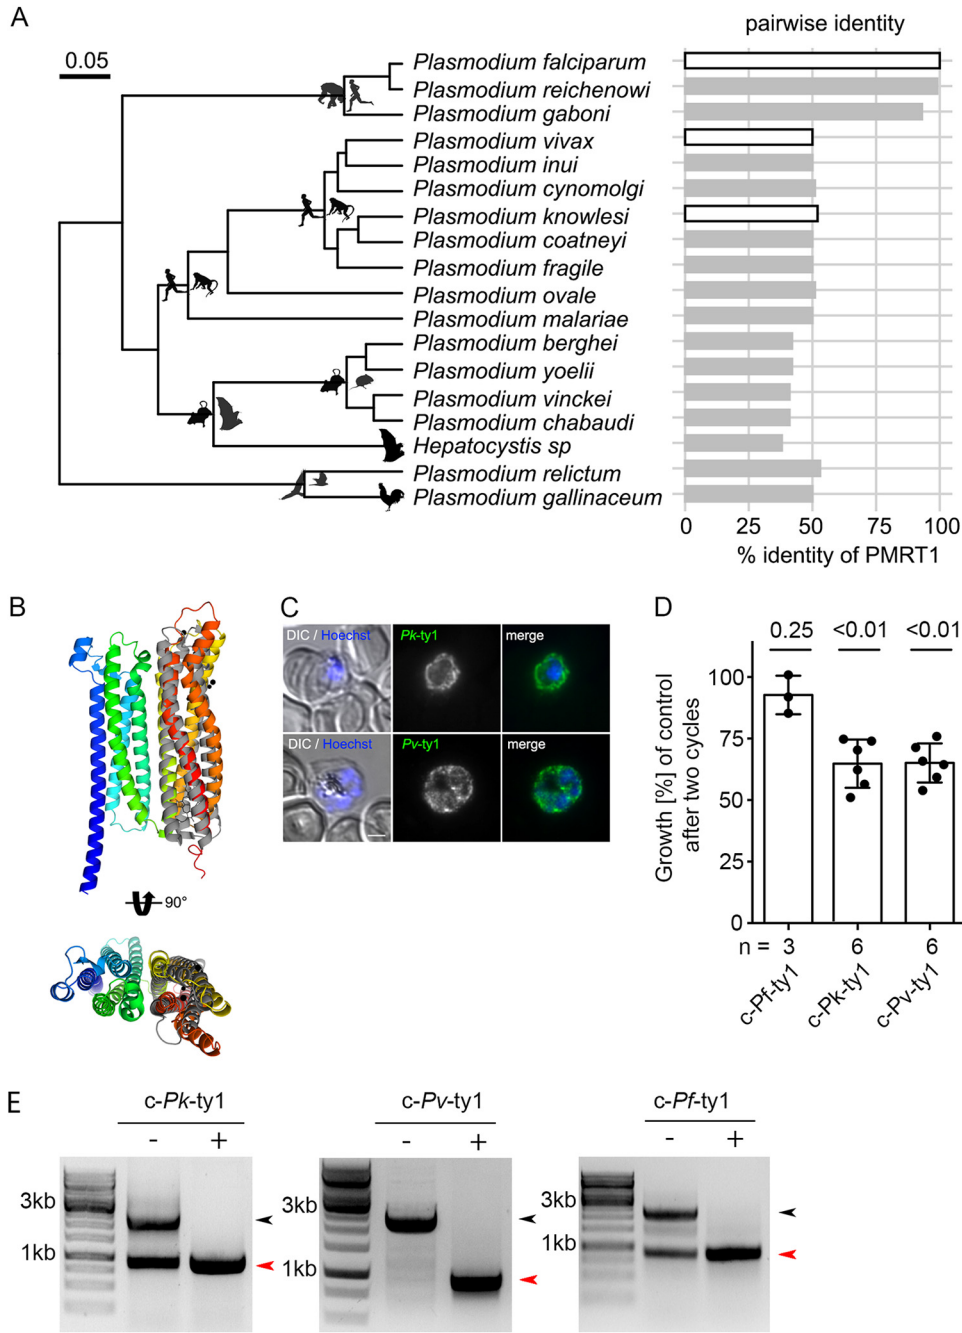 A
pairwise identity
0.05
Plasmodium falciparum
Plasmodium reichenowi
Plasmodium gaboni
Plasmodium vivax
Plasmodium inui
Plasmodium cynomolgi
Plasmodium knowlesi
Plasmodium coatneyi
Plasmodium fragile
Plasmodium ovale
Plasmodium malariae
Plasmodium berghei
Plasmodium yoelii
Plasmodium vinckei
Plasmodium chabaudi
Hepatocystis sp
Plasmodium relictum
Plasmodium gallinaceum
0 25 50 75 100
% identity of PMRT1
B
90°
C
DIC / Hoechst
Pk-ty1
merge
DIC / Hoechst
Pv-ty1
merge
D
0.25 <0.01 <0.01
Growth [%] of control
after two cycles
100
75
50
25
0
n = 3 6 6
c-Pf-ty1
c-Pk-ty1
c-Pv-ty1
E
c-Pk-ty1
- +
3kb
1kb
c-Pv-ty1
- +
3kb
1kb
c-Pf-ty1
- +
3kb
1kb